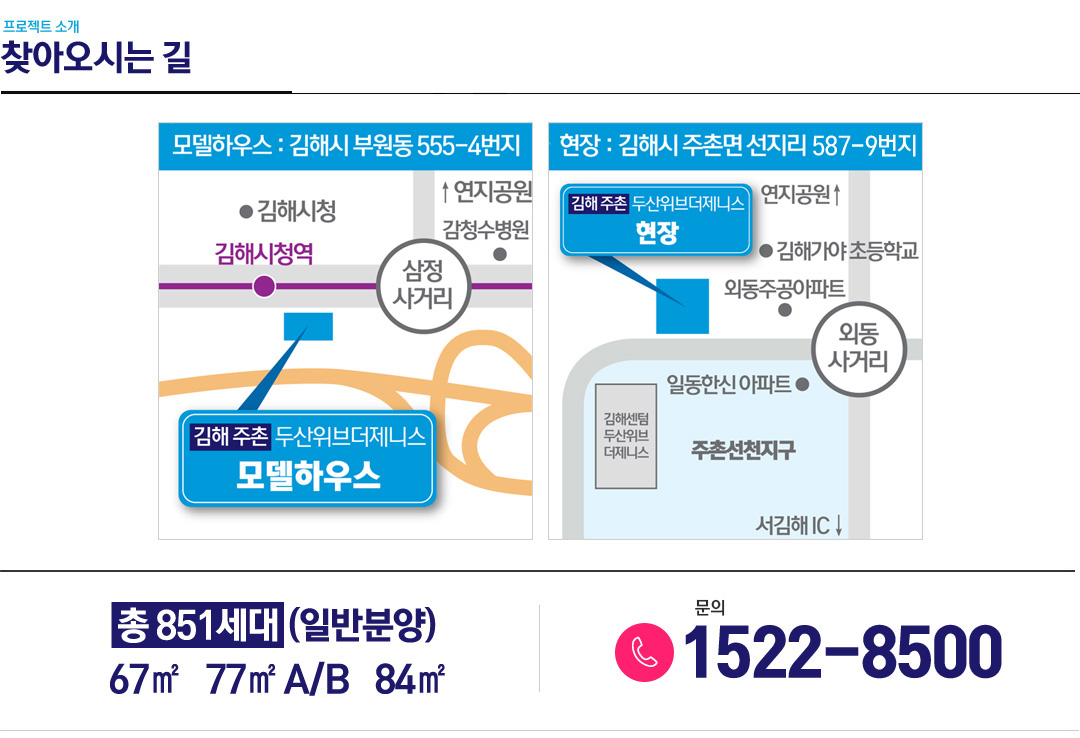 프로젝트 소개
찾아오시는 길
모델하우스 : 김해시 부원동 555-4번지
↑연지공원
김해시청
감청수병원
김해시청역
삼정
사거리
김해 주촌 두산위브더제니스
모델하우스
현장 : 김해시 주촌면 선지리 587-9번지
김해 주촌 두산위브더제니스
현장
연지공원↑
김해가야 초등학교
외동주공아파트
외동
사거리
일동한신 아파트
김해센텀
두산위브
더제니스
주촌선천지구
서김해 IC↓
총 851세대 (일반분양)
67㎡ 77㎡ A/B 84㎡
문의
1522-8500